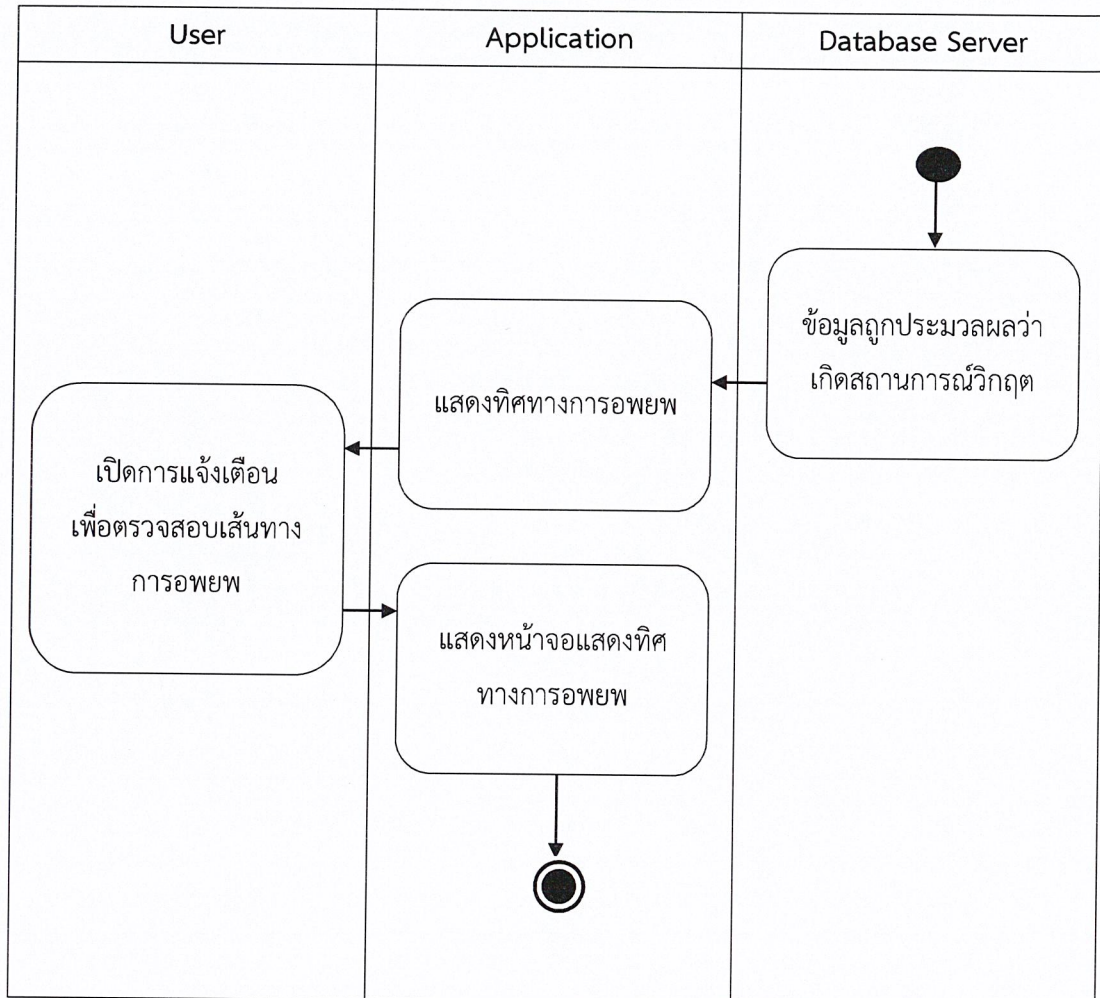 User
Application
Database Server
ข้อมูลถูกประมวลผลว่า
เกิดสถานการณ์วิกฤต
แสดงทิศทางการอพยพ
เปิดการแจ้งเตือน
เพื่อตรวจสอบเส้นทาง
การอพยพ
แสดงหน้าจอแสดงทิศ
ทางการอพยพ